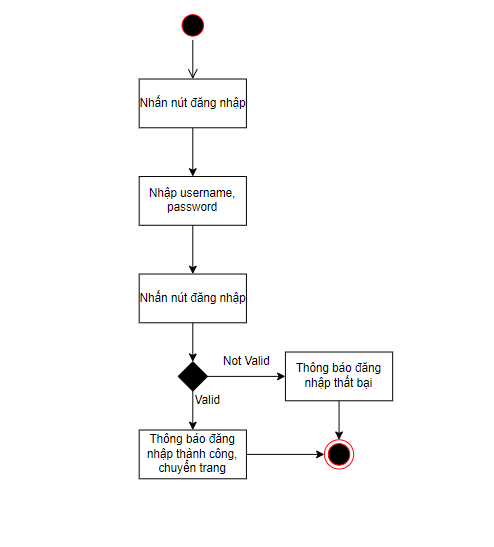 Nhấn nút đăng nhập
Nhập username,
password
Nhấn nút đăng nhập
Not Valid
Thông báo đăng
nhập thất bại
Valid
Thông báo đăng
nhập thành công,
chuyển trang